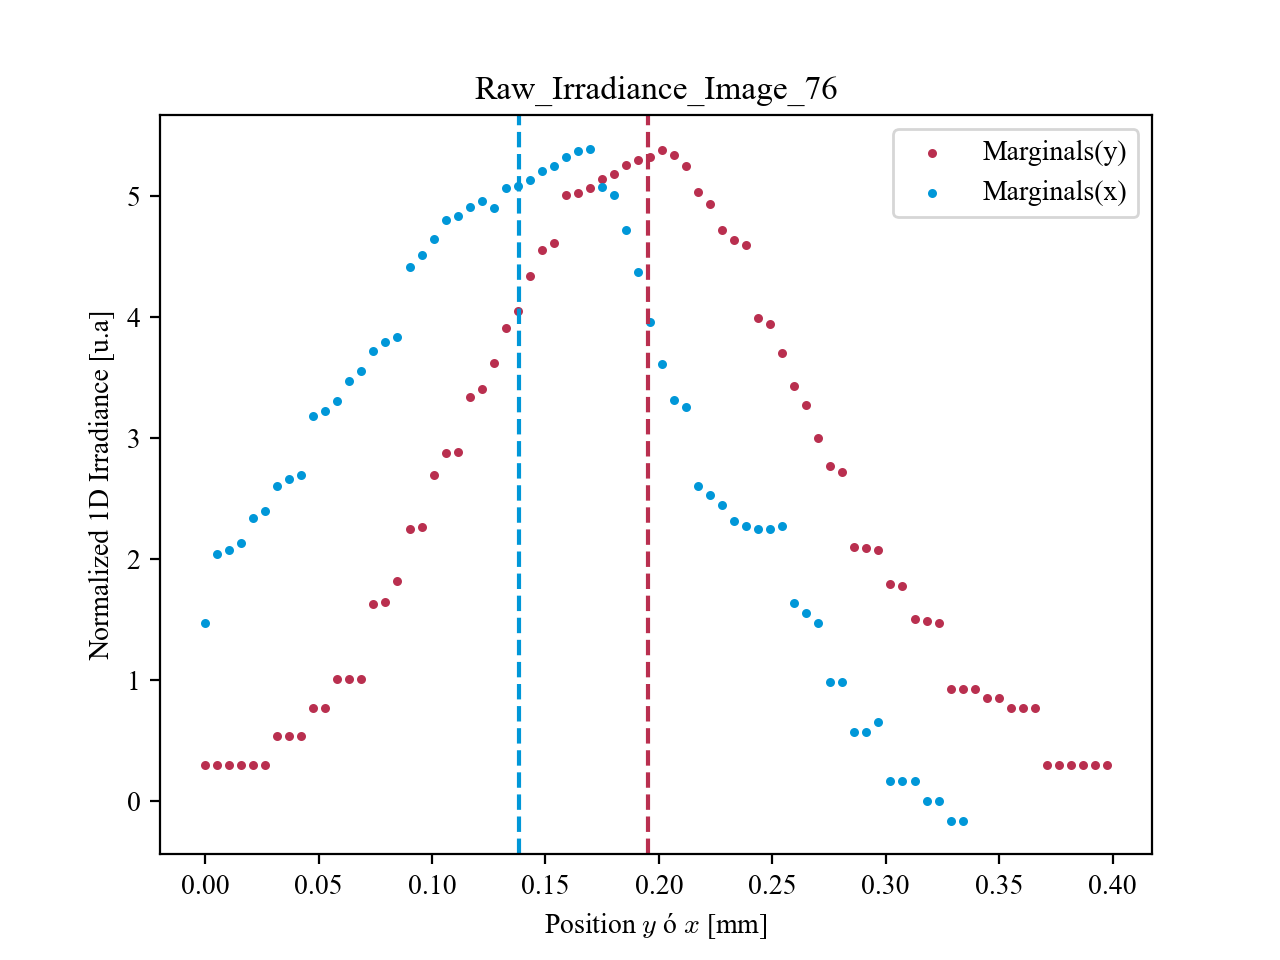 Raw_Irradiance_Image_76
Marginals(y)
Marginals(x)
Normalized 1D Irradiance [u.a]
5
4
3
2
1
0
0.00 0.05 0.10 0.15 0.20 0.25 0.30 0.35 0.40
Position y ó x [mm]